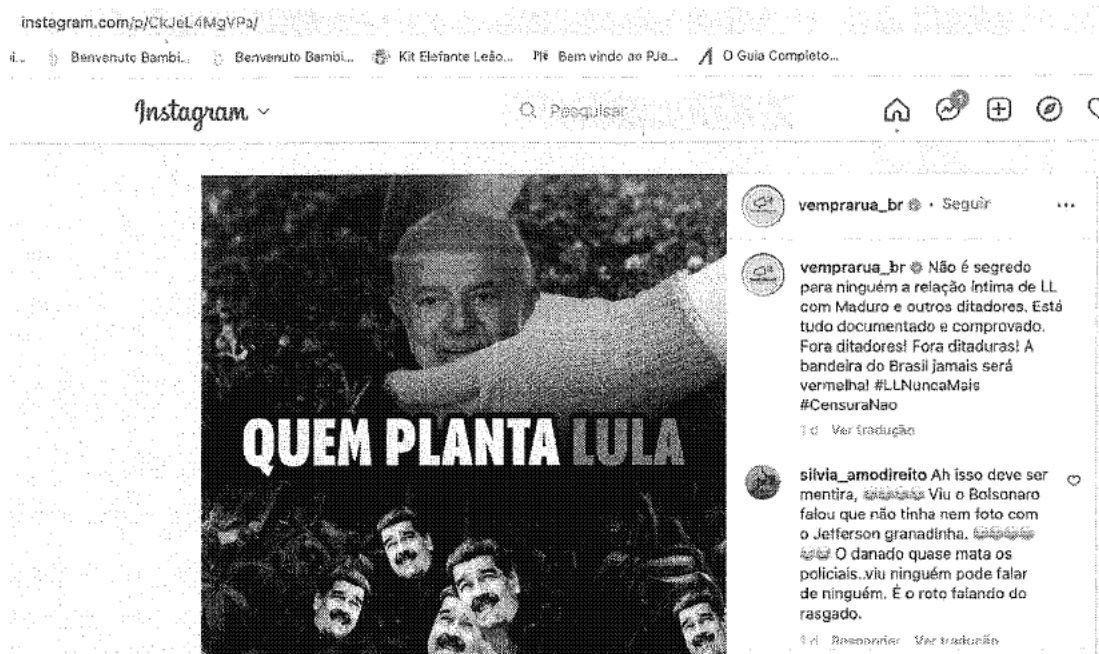 instagram.com/p/CkJeL4MgVPa/
Benvenuto Bambi...
Benvenuto Bambi...
Kit Elefante Leão...
Bem vindo ao PJe...
O Guia Completo...
Instagram
Pesquisar
vemprarua_br • Seguir
vemprarua_br Não é segredo
para ninguém a relação íntima de LL
com Maduro e outros ditadores. Está
tudo documentado e comprovado.
Fora ditadores! Fora ditaduras! A
bandeira do Brasil jamais será
vermelha! #LLNuncaMais
#CensuraNao
1 d Ver tradução
QUEM PLANTA LULA
silvia_amodireito Ah isso deve ser
mentira, Viu o Bolsonaro
falou que não tinha nem foto com
o Jefferson granadinha.
O danado quase mata os
policiais..viu ninguém pode falar
de ninguém. É o roto falando do
rasgado.
1 d Responder Ver tradução